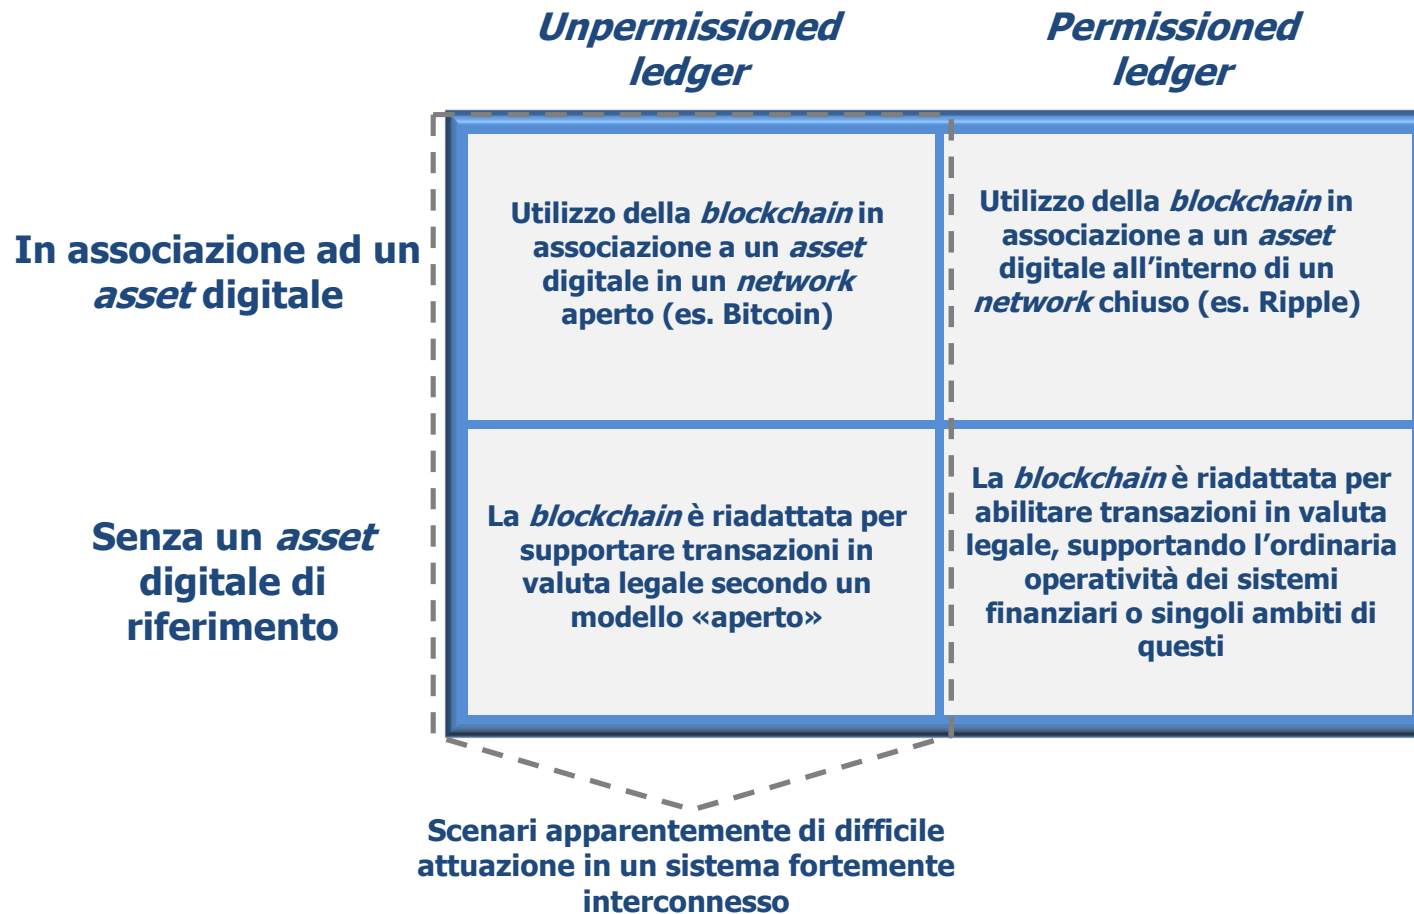 Unpermissioned
ledger
Permissioned
ledger
In associazione ad un
asset digitale
Utilizzo della blockchain in
associazione a un asset
digitale in un network
aperto (es. Bitcoin)
Utilizzo della blockchain in
associazione a un asset
digitale all’interno di un
network chiuso (es. Ripple)
Senza un asset
digitale di
riferimento
La blockchain è riadattata per
supportare transazioni in
valuta legale secondo un
modello «aperto»
La blockchain è riadattata per
abilitare transazioni in valuta
legale, supportando l’ordinaria
operatività dei sistemi
finanziari o singoli ambiti di
questi
Scenari apparentemente di difficile
attuazione in un sistema fortemente
interconnesso